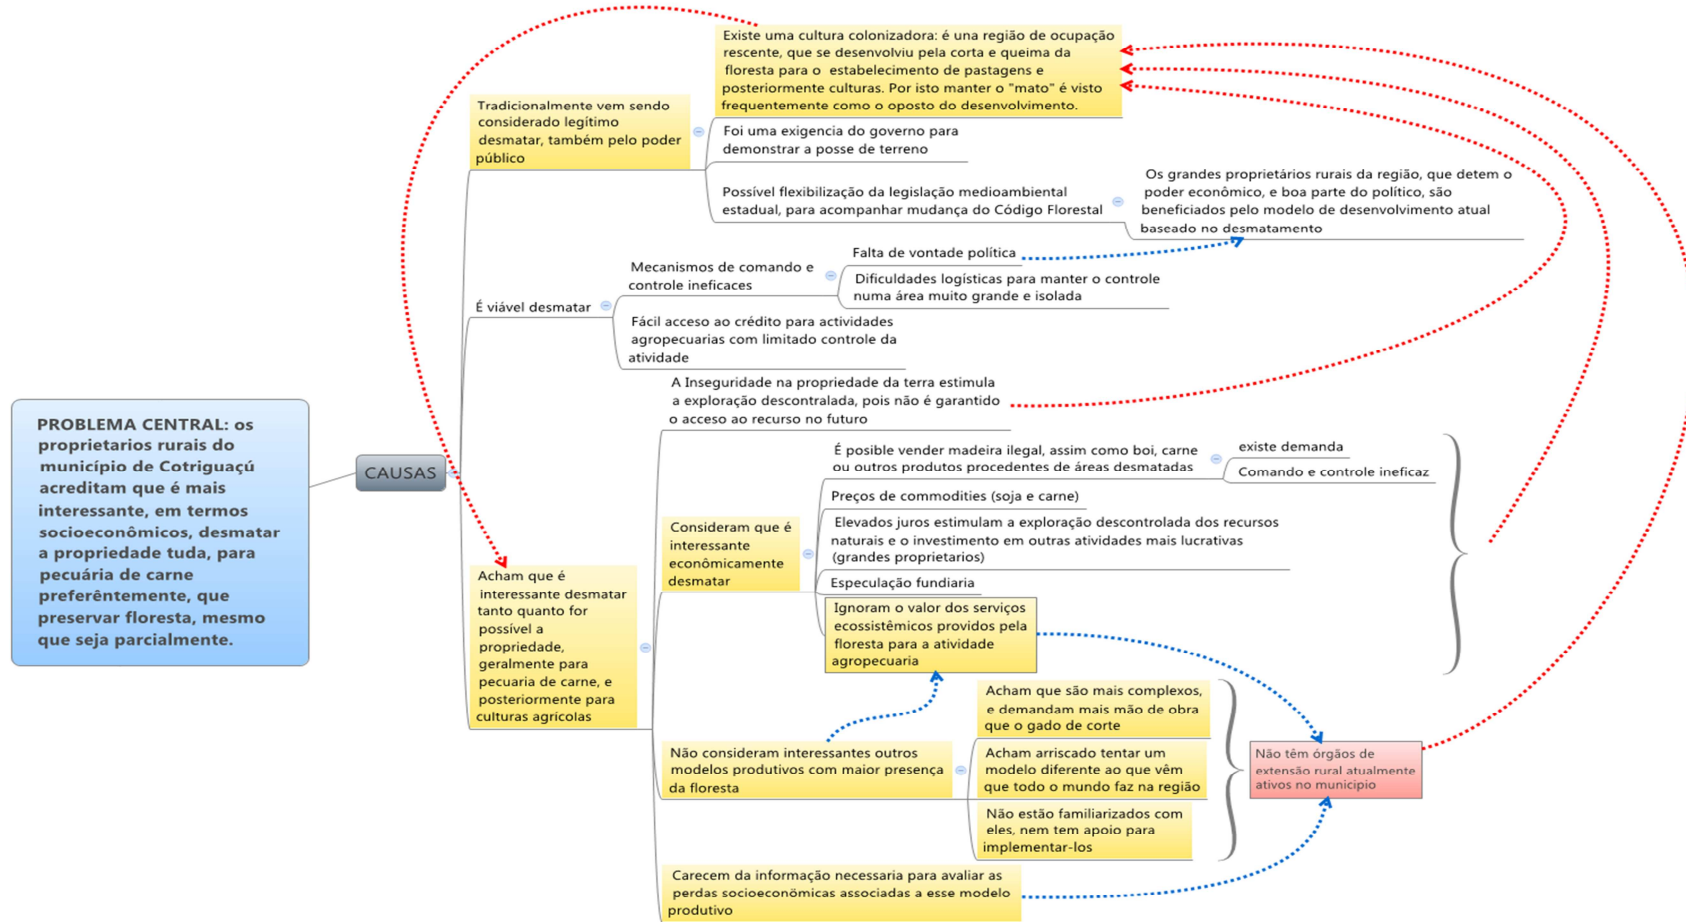 Existe uma cultura colonizadora: é una região de ocupação
rescente, que se desenvolviu pela corta e queima da
floresta para o estabelecimento de pastagens e
posteriormente culturas. Por isto manter o "mato" é visto
frequentemente como o oposto do desenvolvimento.
Tradicionalmente vem sendo
considerado legítimo
desmatar, também pelo poder
público
Foi uma exigencia do governo para
demonstrar a posse de terreno
Possível flexibilização da legislação medioambiental
estadual, para acompanhar mudança do Código Florestal
Os grandes proprietários rurais da região, que detem o
poder econômico, e boa parte do político, são
beneficiados pelo modelo de desenvolvimento atual
baseado no desmatamento
É viável desmatar
Mecanismos de comando e
controle ineficaces
Falta de vontade política
Dificuldades logísticas para manter o controle
numa área muito grande e isolada
Fácil acceso ao crédito para actividades
agropecuarias com limitado controle da
atividade
PROBLEMA CENTRAL: os
proprietarios rurais do
município de Cotriguaçú
acreditam que é mais
interessante, em termos
socioeconômicos, desmatar
a propriedade tuda, para
pecuária de carne
preferêntemente, que
preservar floresta, mesmo
que seja parcialmente.
CAUSAS
Acham que é
interessante desmatar
tanto quanto for
possível a
propriedade,
geralmente para
pecuaria de carne, e
posteriormente para
culturas agrícolas
A Inseguridade na propriedade da terra estimula
a exploração descontralada, pois não é garantido
o acceso ao recurso no futuro
Consideram que é
interessante
econômicamente
desmatar
É posible vender madeira ilegal, assim como boi, carne
ou outros produtos procedentes de áreas desmatadas
existe demanda
Comando e controle ineficaz
Preços de commodities (soja e carne)
Elevados juros estimulam a exploração descontrolada dos recursos
naturais e o investimento em outras atividades mais lucrativas
(grandes proprietarios)
Especulação fundiaria
Ignoram o valor dos serviços
ecossistêmicos providos pela
floresta para a atividade
agropecuaria
Não consideram interessantes outros
modelos produtivos com maior presença
da floresta
Acham que são mais complexos,
e demandam mais mão de obra
que o gado de corte
Acham arriscado tentar um
modelo diferente ao que vêm
que todo o mundo faz na região
Não estão familiarizados com
eles, nem tem apoio para
implementar-los
Não têm órgãos de
extensão rural atualmente
ativos no municipio
Carecem da informação necessaria para avaliar as
perdas socioeconömicas associadas a esse modelo
produtivo